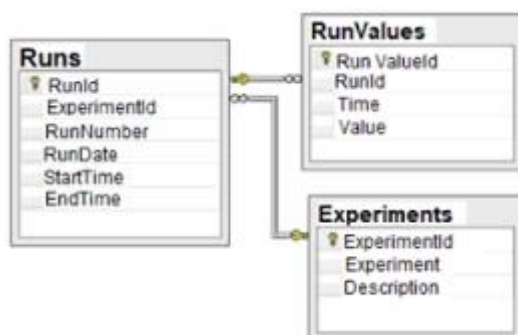 Runs
RunId
ExperimentId
RunNumber
RunDate
StartTime
EndTime
RunValues
Run ValueId
RunId
Time
Value
Experiments
ExperimentId
Experiment
Description